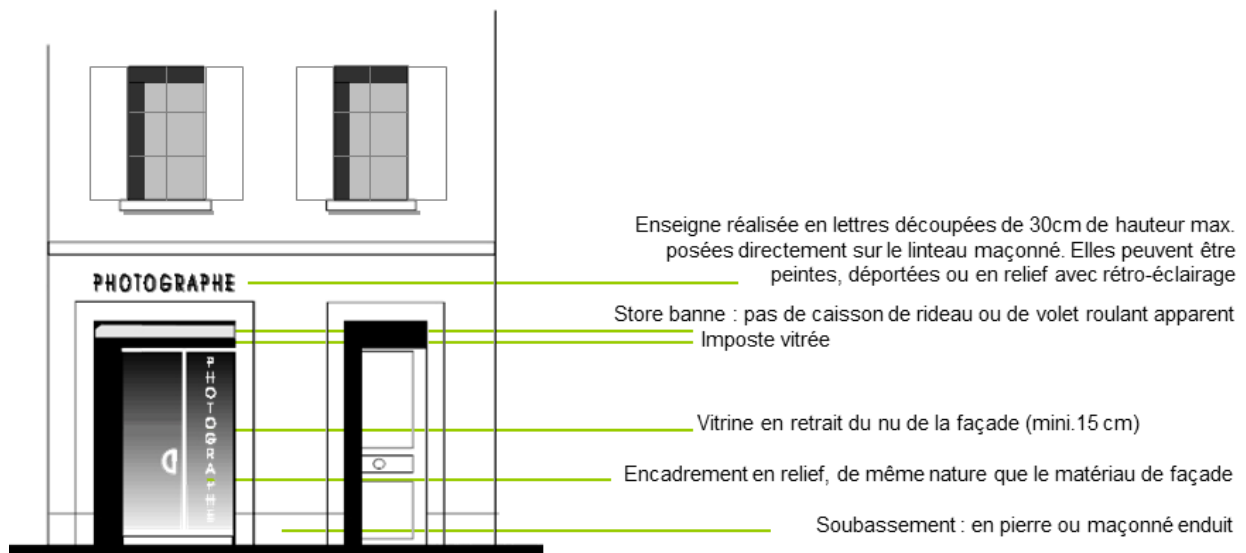 Enseigne réalisée en lettres découpées de 30cm de hauteur max.
posées directement sur le linteau maçonné. Elles peuvent être
peintes, déportées ou en relief avec rétro-éclairage
PHOTOGRAPHE
Store banne : pas de caisson de rideau ou de volet roulant apparent
Imposte vitrée
PHOTOGRAPHE
Vitrine en retrait du nu de la façade (mini.15 cm)
Encadrement en relief, de même nature que le matériau de façade
Soubassement : en pierre ou maçonné enduit